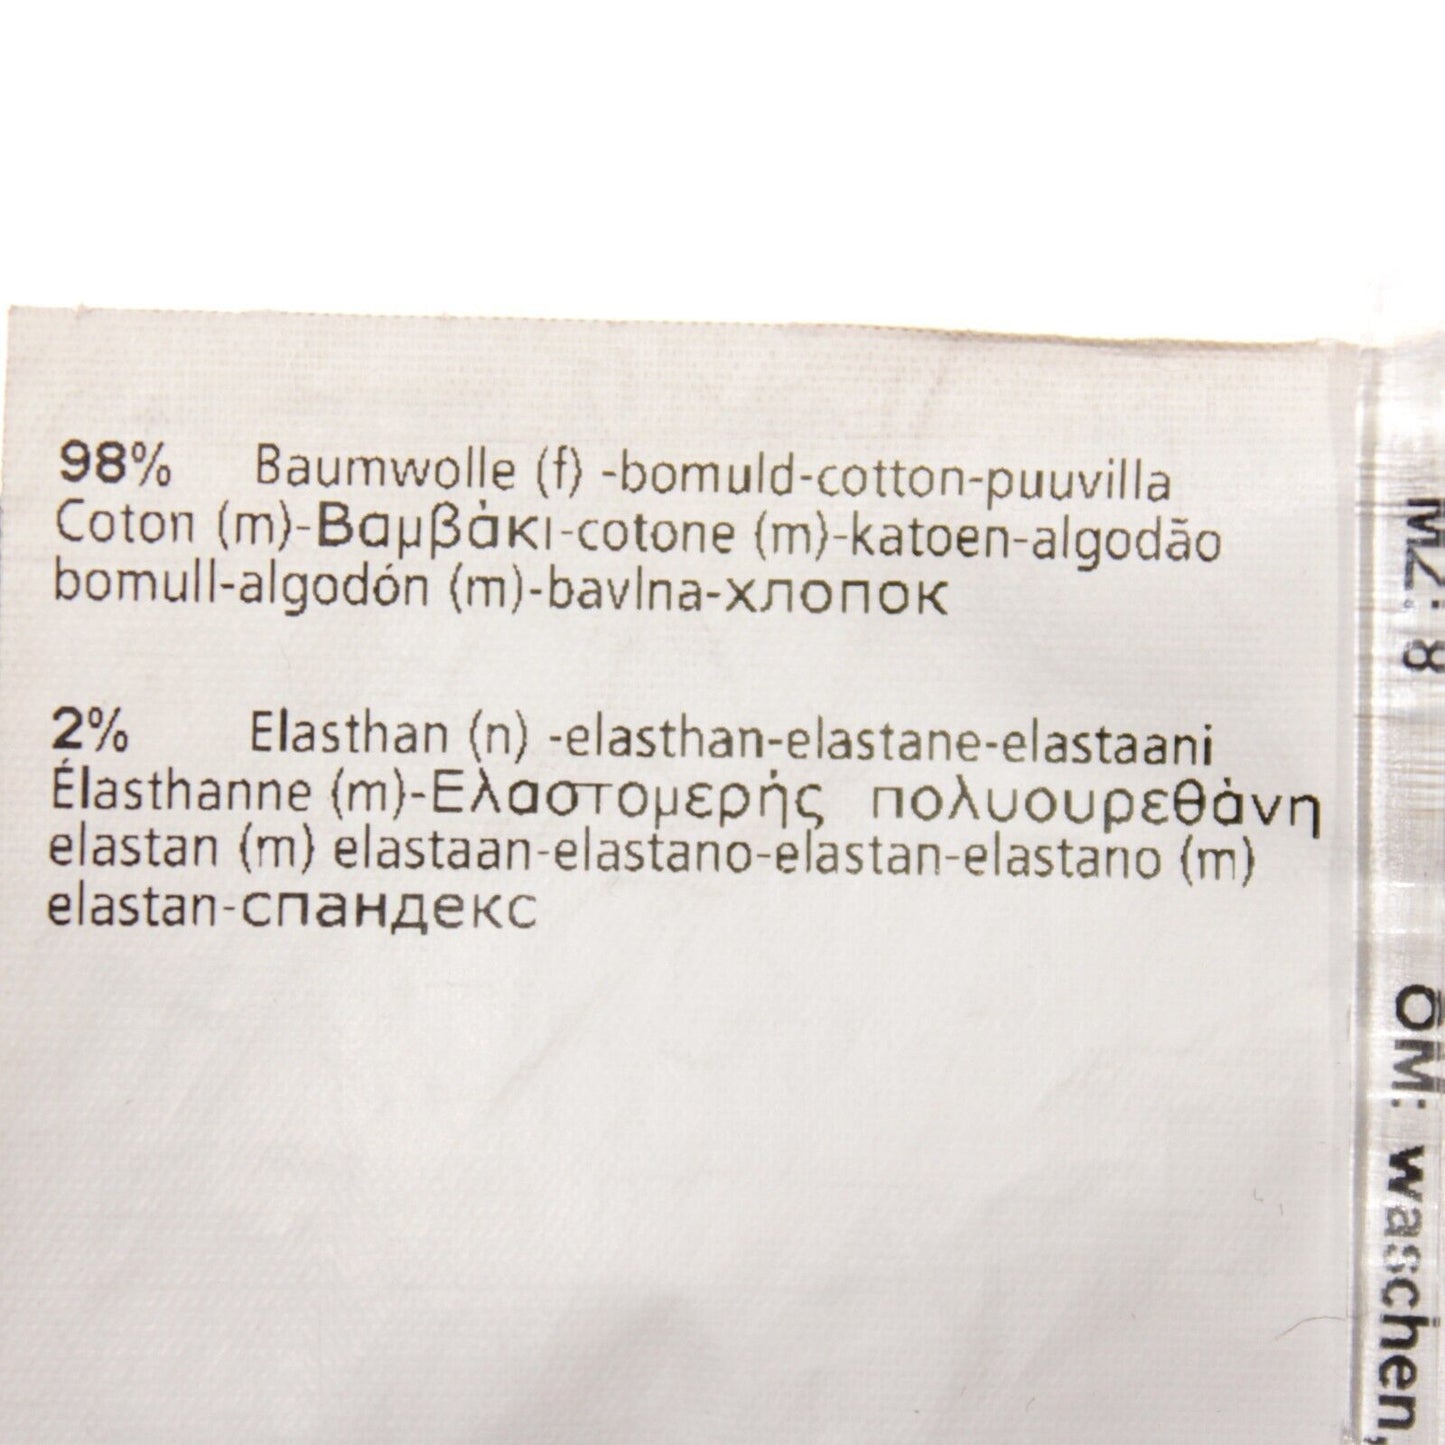 98% Baumwolle (f) -bomuld-cotton-puuvilla
Coton (m)-Βαμβάκι-cotone (m)-katoen-algodão
bomull-algodón (m)-bavlna-хлопок
2% Elasthan (n) -elasthan-elastane-elastaani
Élasthanne (m)-Ελαστομερής πολυουρεθάνη
elastan (m) elastaan-elastano-elastan-elastano (m)
elastan-спандекс
MZ: 8
ÖM: waschen,